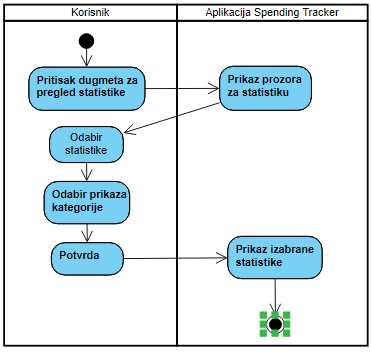 Korisnik
Aplikacija Spending Tracker
Pritisak dugmeta za
pregled statistike
Prikaz prozora
za statistiku
Odabir
statistike
Odabir prikaza
kategorije
Potvrda
Prikaz izabrane
statistike